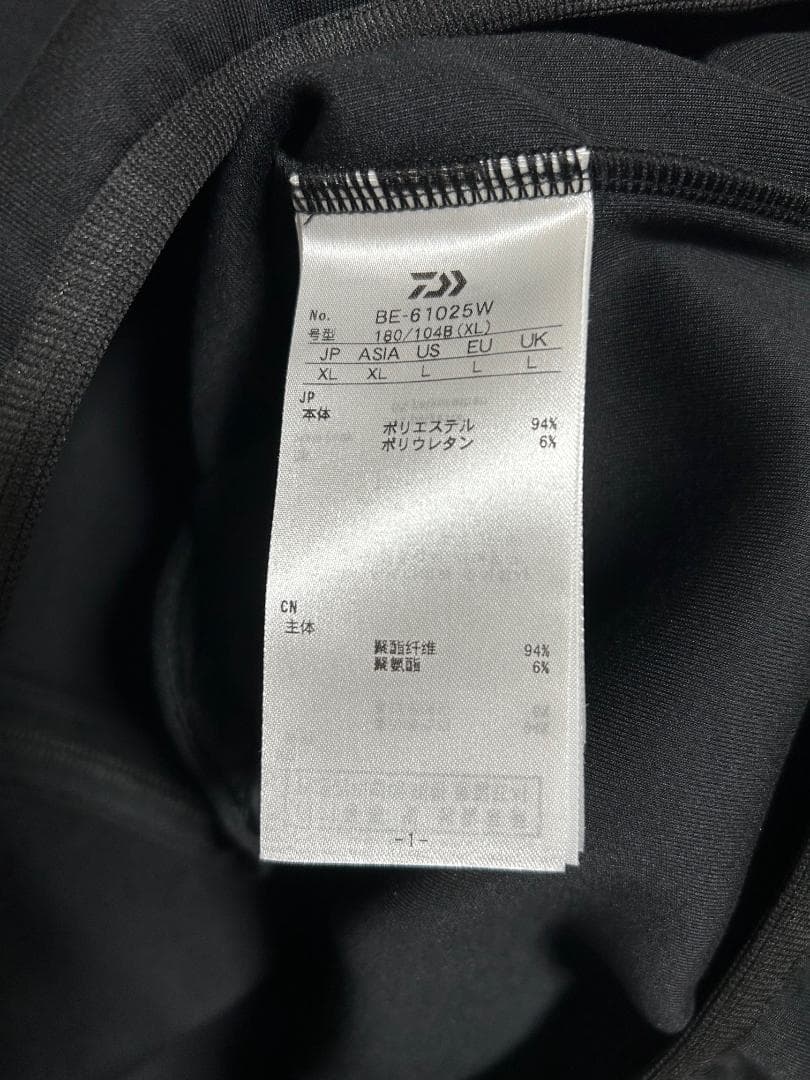 No. BE-61025W
号型 180/104B(XL)
JP ASIA US EU UK
XL XL L L L
JP
本体
ポリエステル 94%
ポリウレタン 6%
CN
主体
聚酯纤维 94%
聚氨酯 6%
-1-